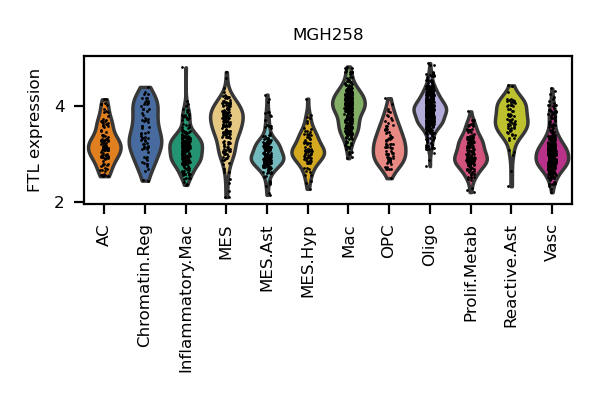 MGH258
FTL expression
4
2
AC
Chromatin.Reg
Inflammatory.Mac
MES
MES.Ast
MES.Hyp
Mac
OPC
Oligo
Prolif.Metab
Reactive.Ast
Vasc